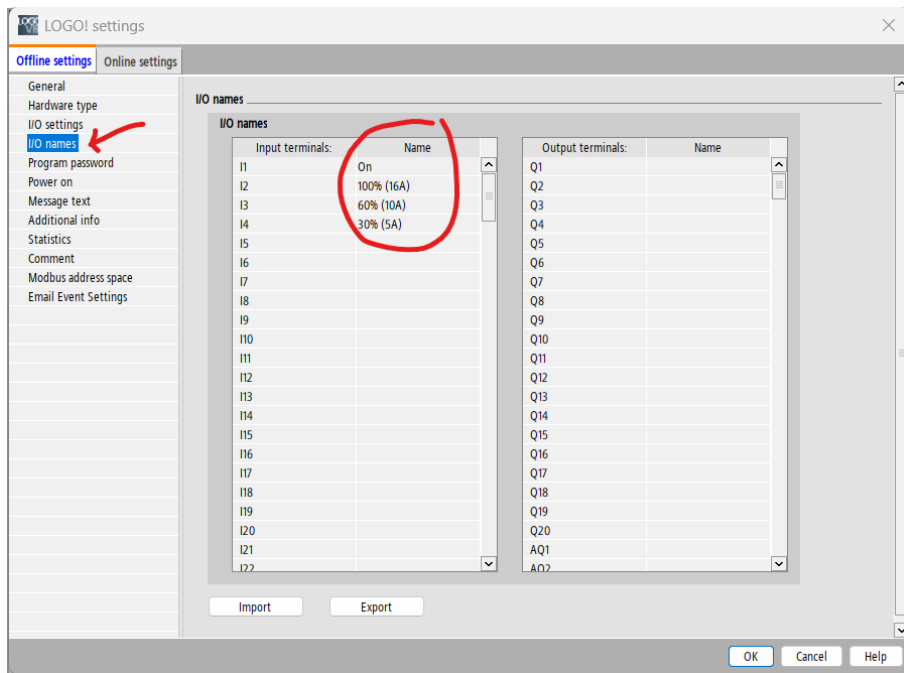 LOGO! settings
Offline settings Online settings
General
Hardware type
I/O settings
I/O names
Program password
Power on
Message text
Additional info
Statistics
Comment
Modbus address space
Email Event Settings
I/O names
I/O names
Input terminals: Name
I1 On
I2 100% (16A)
I3 60% (10A)
I4 30% (5A)
I5
I6
I7
I8
I9
I10
I11
I12
I13
I14
I15
I16
I17
I18
I19
I20
I21
I22
Output terminals: Name
Q1
Q2
Q3
Q4
Q5
Q6
Q7
Q8
Q9
Q10
Q11
Q12
Q13
Q14
Q15
Q16
Q17
Q18
Q19
Q20
AQ1
AQ2
Import Export
OK Cancel Help